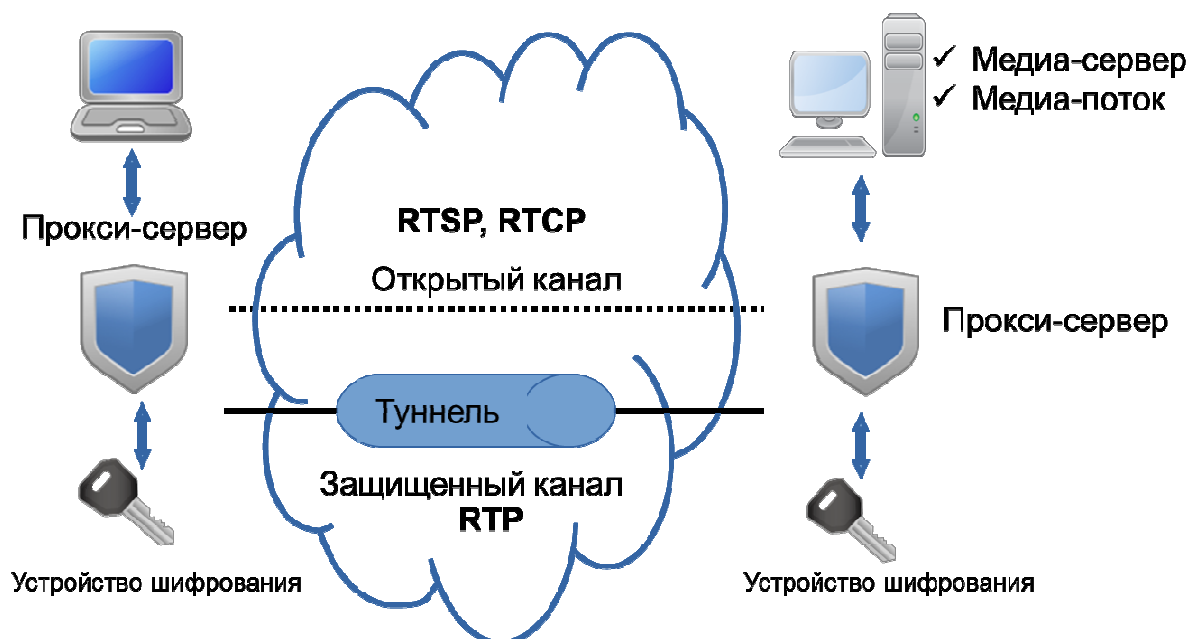 Медиа-сервер
Медиа-поток
Прокси-сервер
RTSP, RTCP
Открытый канал
Прокси-сервер
Туннель
Защищенный канал
RTP
Устройство шифрования
Устройство шифрования